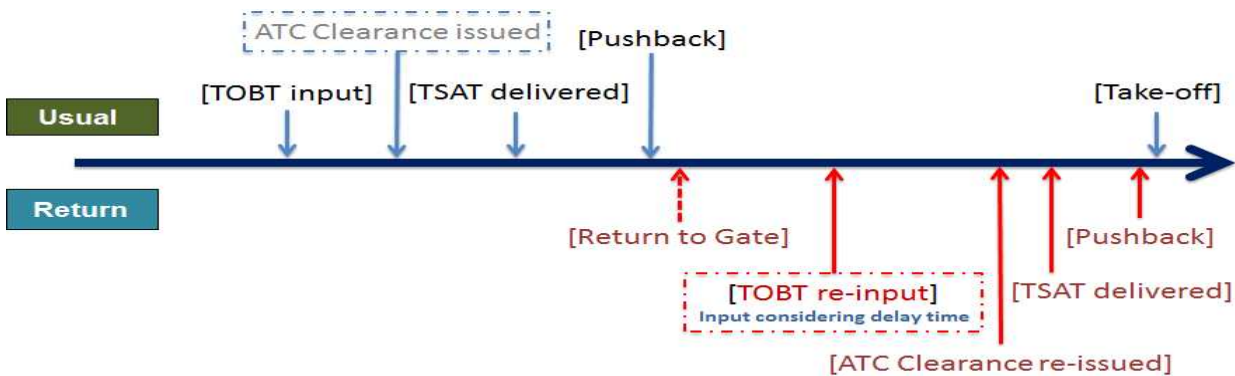 ATC Clearance issued
[Pushback]
[TOBT input]
[TSAT delivered]
[Take-off]
Usual
Return
[Return to Gate]
[Pushback]
[TOBT re-input]
Input considering delay time
[TSAT delivered]
[ATC Clearance re-issued]